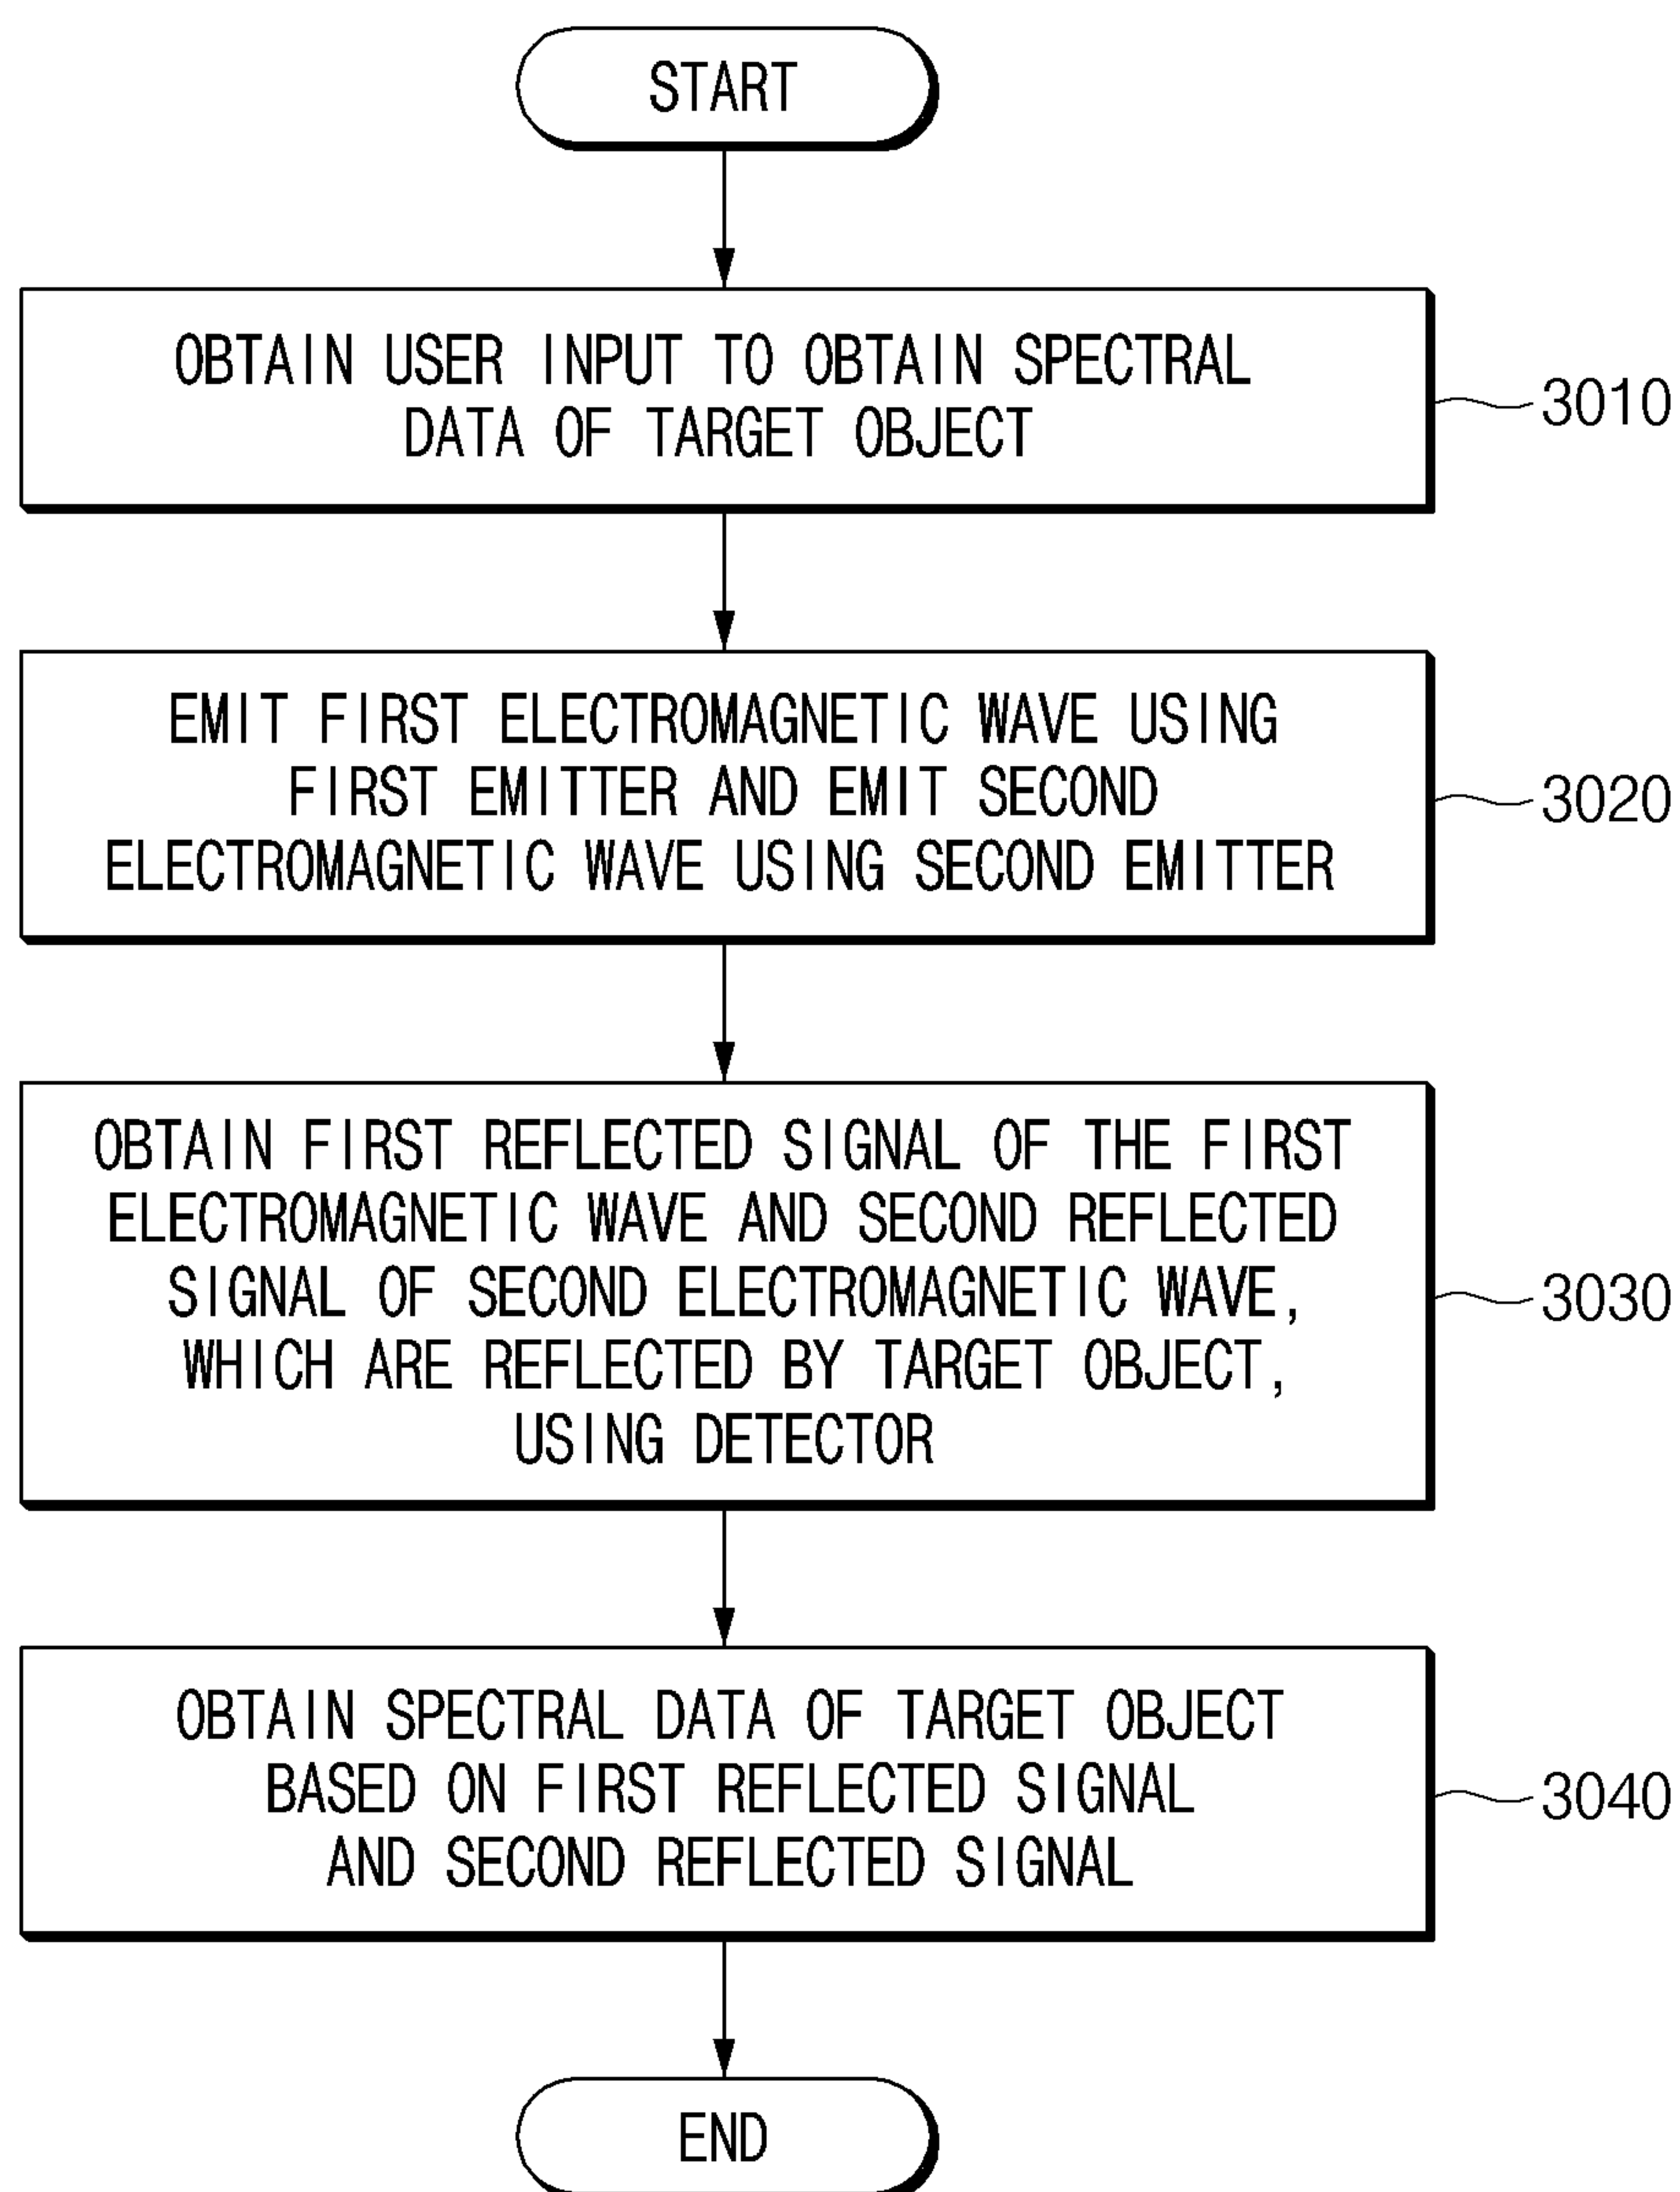 START
OBTAIN USER INPUT TO OBTAIN SPECTRAL
DATA OF TARGET OBJECT
3010
EMIT FIRST ELECTROMAGNETIC WAVE USING
FIRST EMITTER AND EMIT SECOND
ELECTROMAGNETIC WAVE USING SECOND EMITTER
3020
OBTAIN FIRST REFLECTED SIGNAL OF THE FIRST
ELECTROMAGNETIC WAVE AND SECOND REFLECTED
SIGNAL OF SECOND ELECTROMAGNETIC WAVE,
WHICH ARE REFLECTED BY TARGET OBJECT,
USING DETECTOR
3030
OBTAIN SPECTRAL DATA OF TARGET OBJECT
BASED ON FIRST REFLECTED SIGNAL
AND SECOND REFLECTED SIGNAL
3040
END